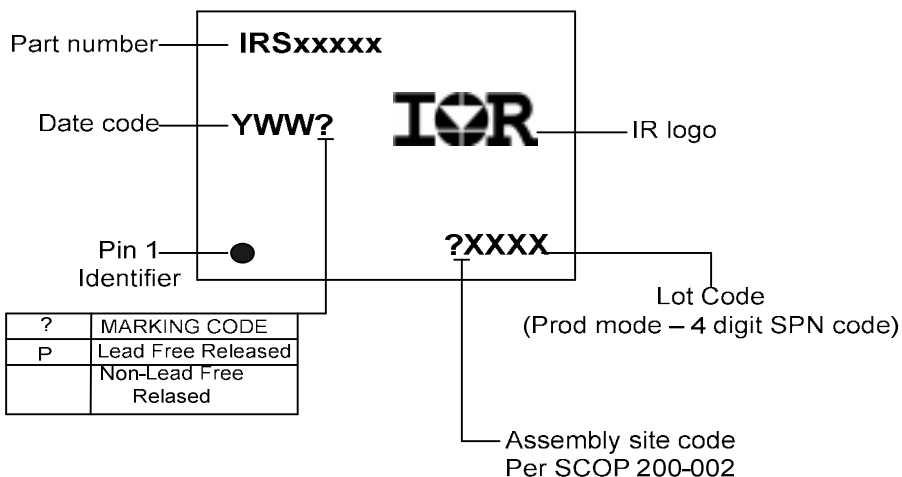 Part number
IRSxxxxx
Date code
YWW?
IOR
IR logo
Pin 1
Identifier
?XXXX
Lot Code
(Prod mode – 4 digit SPN code)
? MARKING CODE
P Lead Free Released
Non-Lead Free
Relased
Assembly site code
Per SCOP 200-002